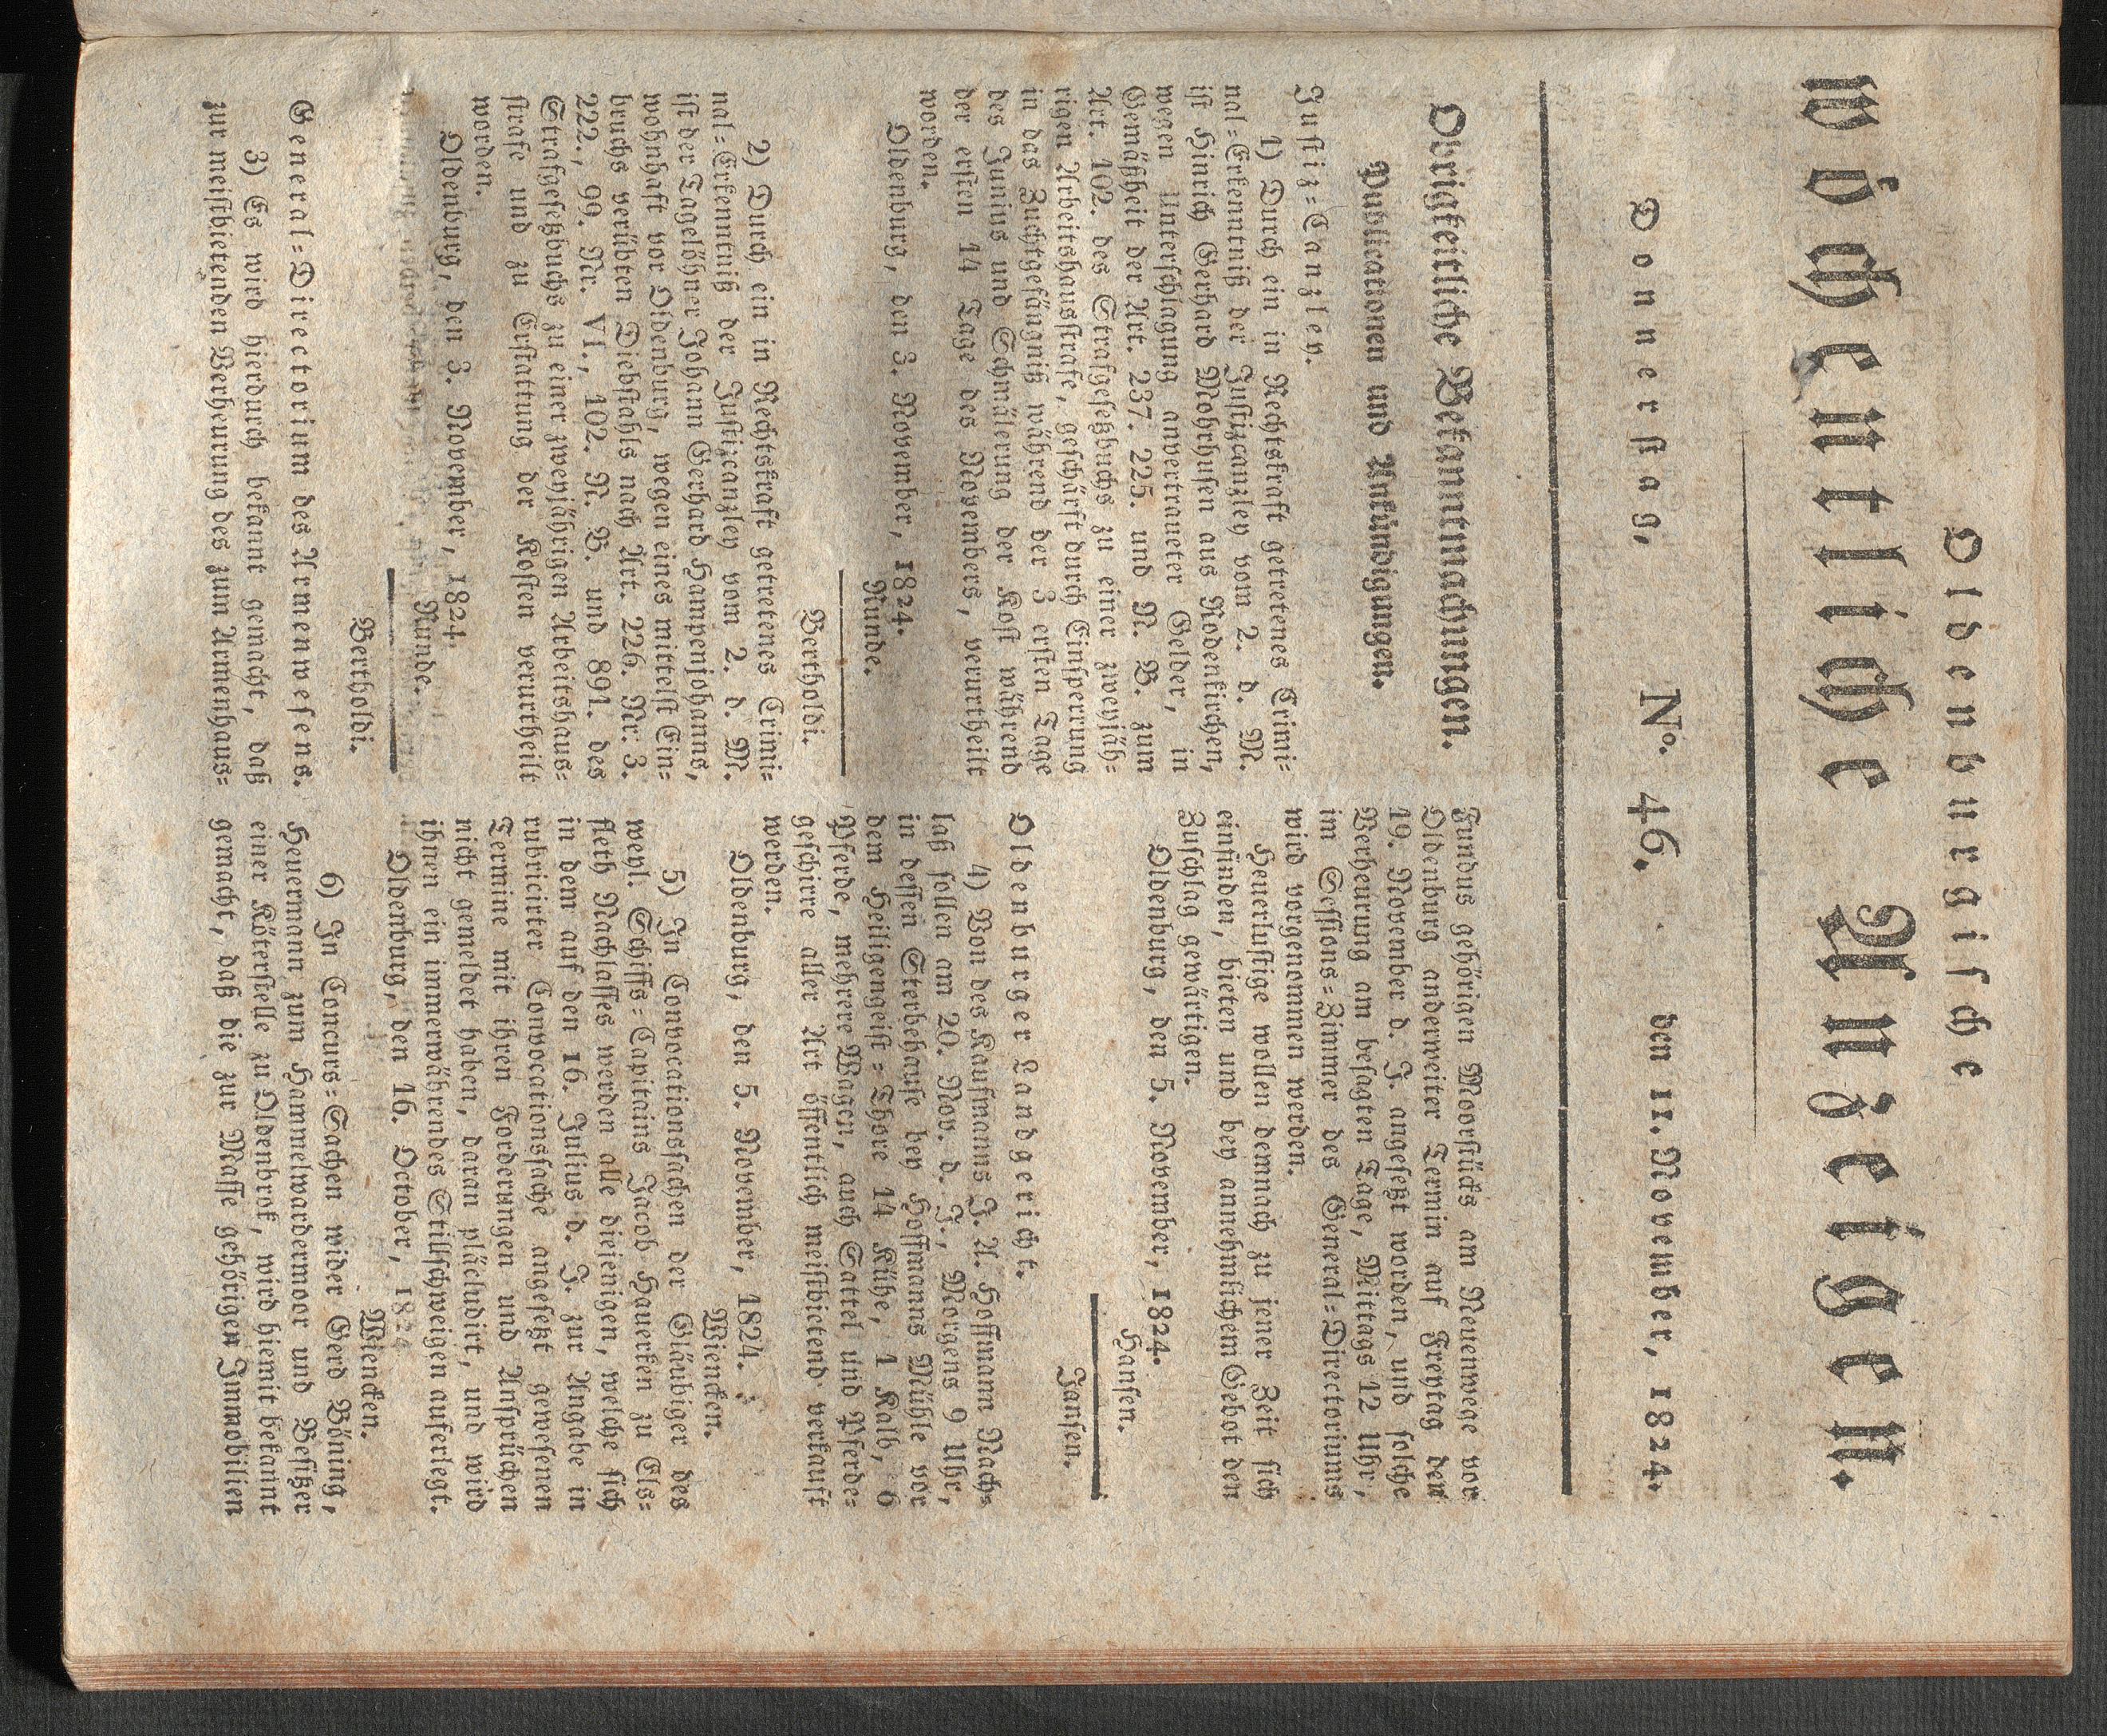 Oldenburgische
wöchentliche Anzeigen.
Donnerstag, No. 46. den 11. November, 1824.
Obrigkeitliche Bekanntmachungen.
Publicationen und Ankündigungen.
Justiz-Canzley.
1) Durch ein in Rechtskraft getretenes Crimi-
nal-Erkenntniß der Justizcanzley vom 2. d. M.
ist Hinrich Gerhard Mohrhusen aus Rodenkirchen,
wegen Unterschlagung anvertraueter Gelder, in
Gemäßheit der Art. 237. 225. und N. B. zum
Art. 102. des Strafgesetzbuchs zu einer zweyjäh-
rigen Arbeitshausstrafe, geschärft durch Einsperrung
in das Zuchtgefängniß während der 3 ersten Tage
des Junius und Schmälerung der Kost während
der ersten 14 Tage des Novembers, verurtheilt
worden.
Oldenburg, den 3. November, 1824.
Runde.
Bertholdi.
2) Durch ein in Rechtskraft getretenes Crimi-
nal-Erkenntniß der Justizcanzley vom 2. d. M.
ist der Tagelöhner Johann Gerhard Hampenjohanns,
wohnhaft vor Oldenburg, wegen eines mittelst Ein-
bruchs verübten Diebstahls nach Art. 226. Nr. 3.
222., 99. Nr. VI., 102. N. B. und 891. des
Strafgesetzbuchs zu einer zweyjährigen Arbeitshaus-
strafe und zu Erstattung der Kosten verurtheilt
worden.
Oldenburg, den 3. November, 1824.
Runde.
Bertholdi.
General-Directorium des Armenwesens.
3) Es wird hierdurch bekannt gemacht, daß
zur meistbietenden Verheurung des zum Armenhaus-
Fundus gehörigen Moorstücks am Neuenwege vor
Oldenburg anderweiter Termin auf Freytag den
19. November d. J. angesetzt worden, und solche
Verheurung am besagten Tage, Mittags 12 Uhr,
im Sessions-Zimmer des General-Directoriums
wird vorgenommen werden.
Heuerlustige wollen demnach zu jener Zeit sich
einfinden, bieten und bey annehmlichem Gebot den
Zuschlag gewärtigen.
Oldenburg, den 5. November, 1824.
Hansen.
Jansen.
Oldenburger Landgericht.
4) Von des Kaufmanns J. A. Hoffmann Nach-
laß sollen am 20. Nov. d. J., Morgens 9 Uhr,
in dessen Sterbehause bey Hoffmanns Mühle vor
dem Heiligengeist-Thore 14 Kühe, 1 Kalb, 6
Pferde, mehrere Wagen, auch Sattel und Pferde-
geschirre aller Art öffentlich meistbietend verkauft
werden.
Oldenburg, den 5. November, 1824.
Wiencken.
5) In Convocationssachen der Gläubiger des
weyl. Schiffs-Capitains Jacob Hauerken zu Els-
fleth Nachlasses werden alle diejenigen, welche sich
in dem auf den 16. Julius d. J. zur Angabe in
rubricirter Convocationssache angesetzt gewesenen
Termine mit ihren Forderungen und Ansprüchen
nicht gemeldet haben, daran präcludirt, und wird
ihnen ein immerwährendes Stillschweigen auferlegt.
Oldenburg, den 16. October, 1824
Wiencken.
6) In Concurs-Sachen wider Gerd Böning,
Heuermann zum Hammelwardermoor und Besitzer
einer Köterstelle zu Oldenbrok, wird hiemit bekannt
gemacht, daß die zur Masse gehörigen Immobilien